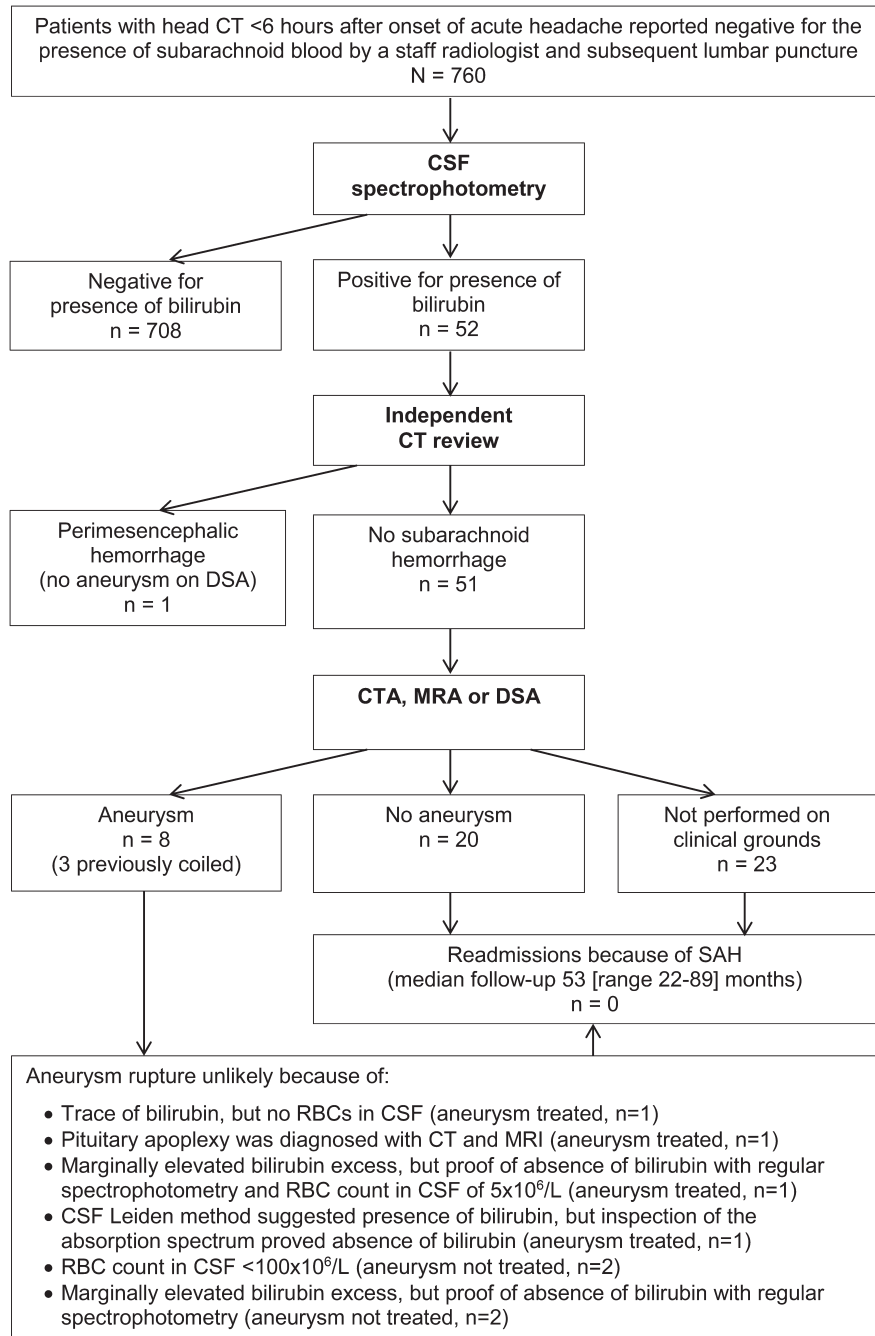 Patients with head CT <6 hours after onset of acute headache reported negative for the
presence of subarachnoid blood by a staff radiologist and subsequent lumbar puncture
N = 760
CSF
spectrophotometry
Negative for
presence of bilirubin
n = 708
Positive for presence of
bilirubin
n = 52
Independent
CT review
Perimesencephalic
hemorrhage
(no aneurysm on DSA)
n = 1
No subarachnoid
hemorrhage
n = 51
CTA, MRA or DSA
Aneurysm
n = 8
(3 previously coiled)
No aneurysm
n = 20
Not performed on
clinical grounds
n = 23
Readmissions because of SAH
(median follow-up 53 [range 22-89] months)
n = 0
Aneurysm rupture unlikely because of:
• Trace of bilirubin, but no RBCs in CSF (aneurysm treated, n=1)
• Pituitary apoplexy was diagnosed with CT and MRI (aneurysm treated, n=1)
• Marginally elevated bilirubin excess, but proof of absence of bilirubin with regular
spectrophotometry and RBC count in CSF of 5x10⁶/L (aneurysm treated, n=1)
• CSF Leiden method suggested presence of bilirubin, but inspection of the
absorption spectrum proved absence of bilirubin (aneurysm treated, n=1)
• RBC count in CSF <100x10⁶/L (aneurysm not treated, n=2)
• Marginally elevated bilirubin excess, but proof of absence of bilirubin with regular
spectrophotometry (aneurysm not treated, n=2)